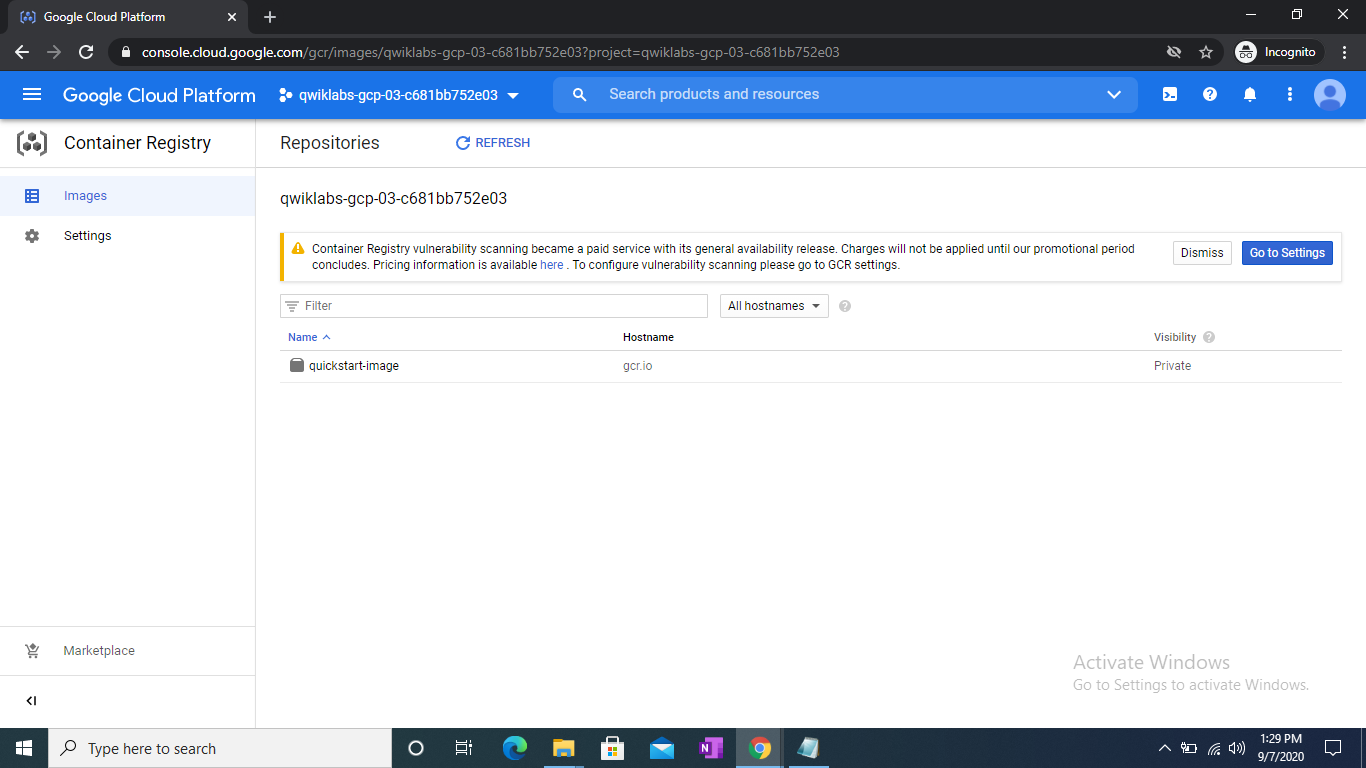 Google Cloud Platform
console.cloud.google.com/gcr/images/qwiklabs-gcp-03-c681bb752e03?project=qwiklabs-gcp-03-c681bb752e03
Incognito
Google Cloud Platform
qwiklabs-gcp-03-c681bb752e03
Search products and resources
Container Registry
Repositories
REFRESH
Images
Settings
qwiklabs-gcp-03-c681bb752e03
Container Registry vulnerability scanning became a paid service with its general availability release. Charges will not be applied until our promotional period
concludes. Pricing information is available here . To configure vulnerability scanning please go to GCR settings.
Dismiss
Go to Settings
Filter
All hostnames
Name
Hostname
Visibility
quickstart-image
gcr.io
Private
Marketplace
Activate Windows
Go to Settings to activate Windows.
Type here to search
N
1:29 PM
9/7/2020